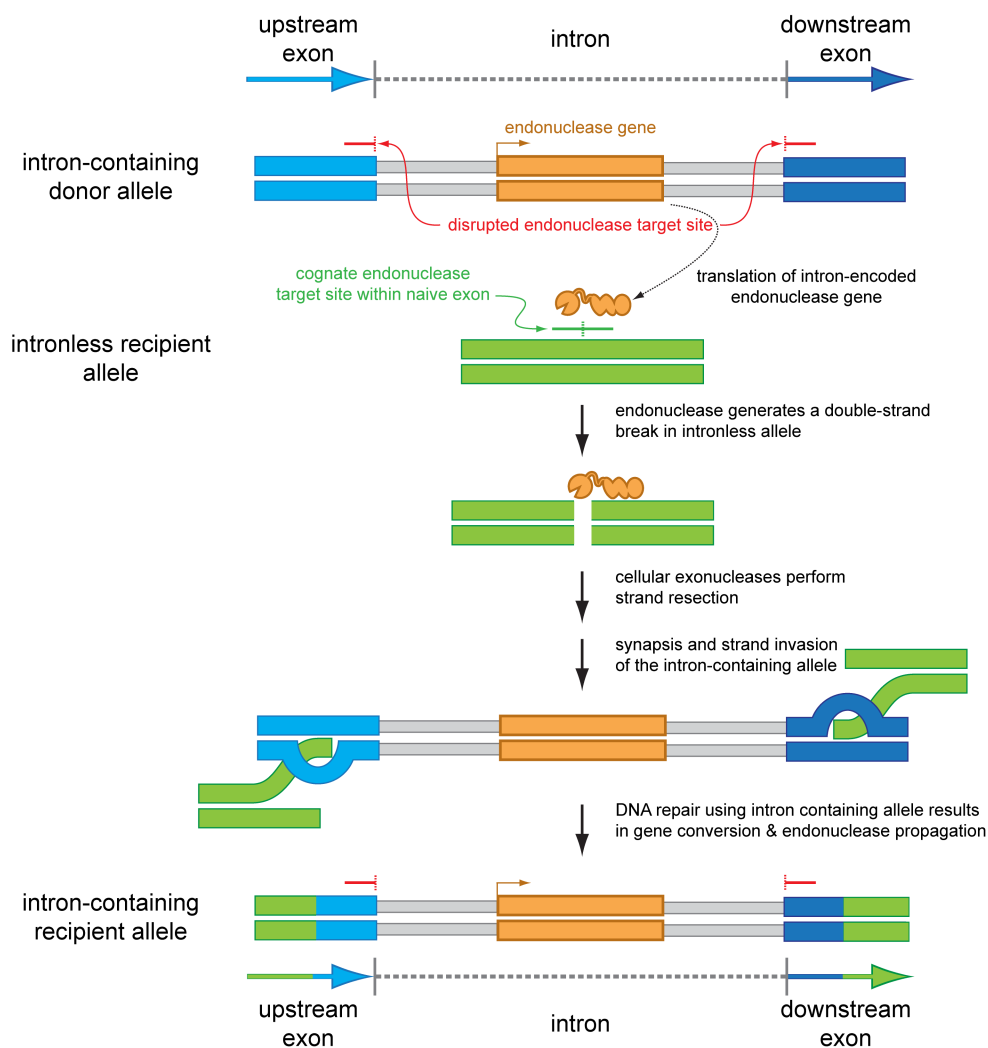 upstream
exon
intron
downstream
exon
intron-containing
donor allele
endonuclease gene
disrupted endonuclease target site
cognate endonuclease
target site within naive exon
translation of intron-encoded
endonuclease gene
intronless recipient
allele
endonuclease generates a double-strand
break in intronless allele
cellular exonucleases perform
strand resection
synapsis and strand invasion
of the intron-containing allele
DNA repair using intron containing allele results
in gene conversion & endonuclease propagation
intron-containing
recipient allele
upstream
exon
intron
downstream
exon